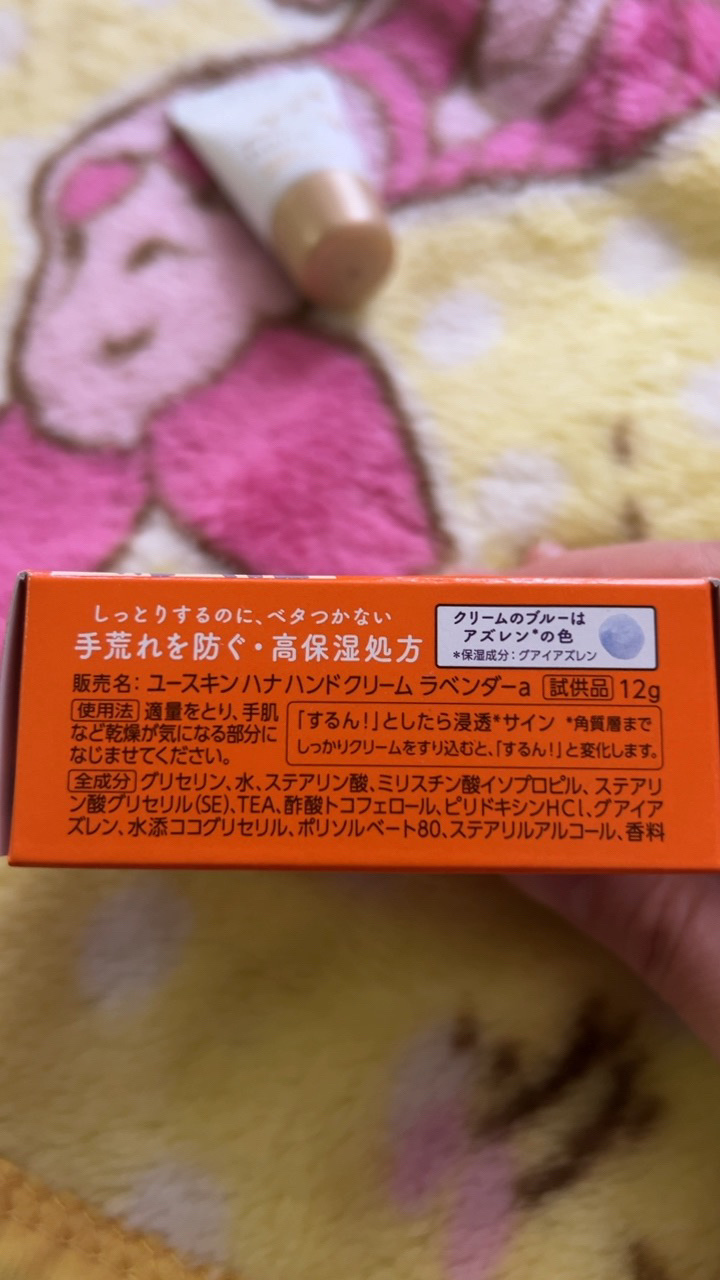 しっとりするのに、ベタつかない
手荒れを防ぐ・高保湿処方
クリームのブルーは
アズレン*の色
*保湿成分：グアイアズレン
販売名：ユースキン ハナ ハンドクリーム ラベンダーa 試供品 12g
使用法 適量をとり、手肌
など乾燥が気になる部分に
なじませてください。
「するん！」としたら浸透*サイン *角質層まで
しっかりクリームをすり込むと、「するん！」と変化します。
全成分 グリセリン、水、ステアリン酸、ミリスチン酸イソプロピル、ステアリ
ン酸グリセリル(SE)、TEA、酢酸トコフェロール、ピリドキシンHCl、グアイア
ズレン、水添ココグリセリル、ポリソルベート80、ステアリルアルコール、香料